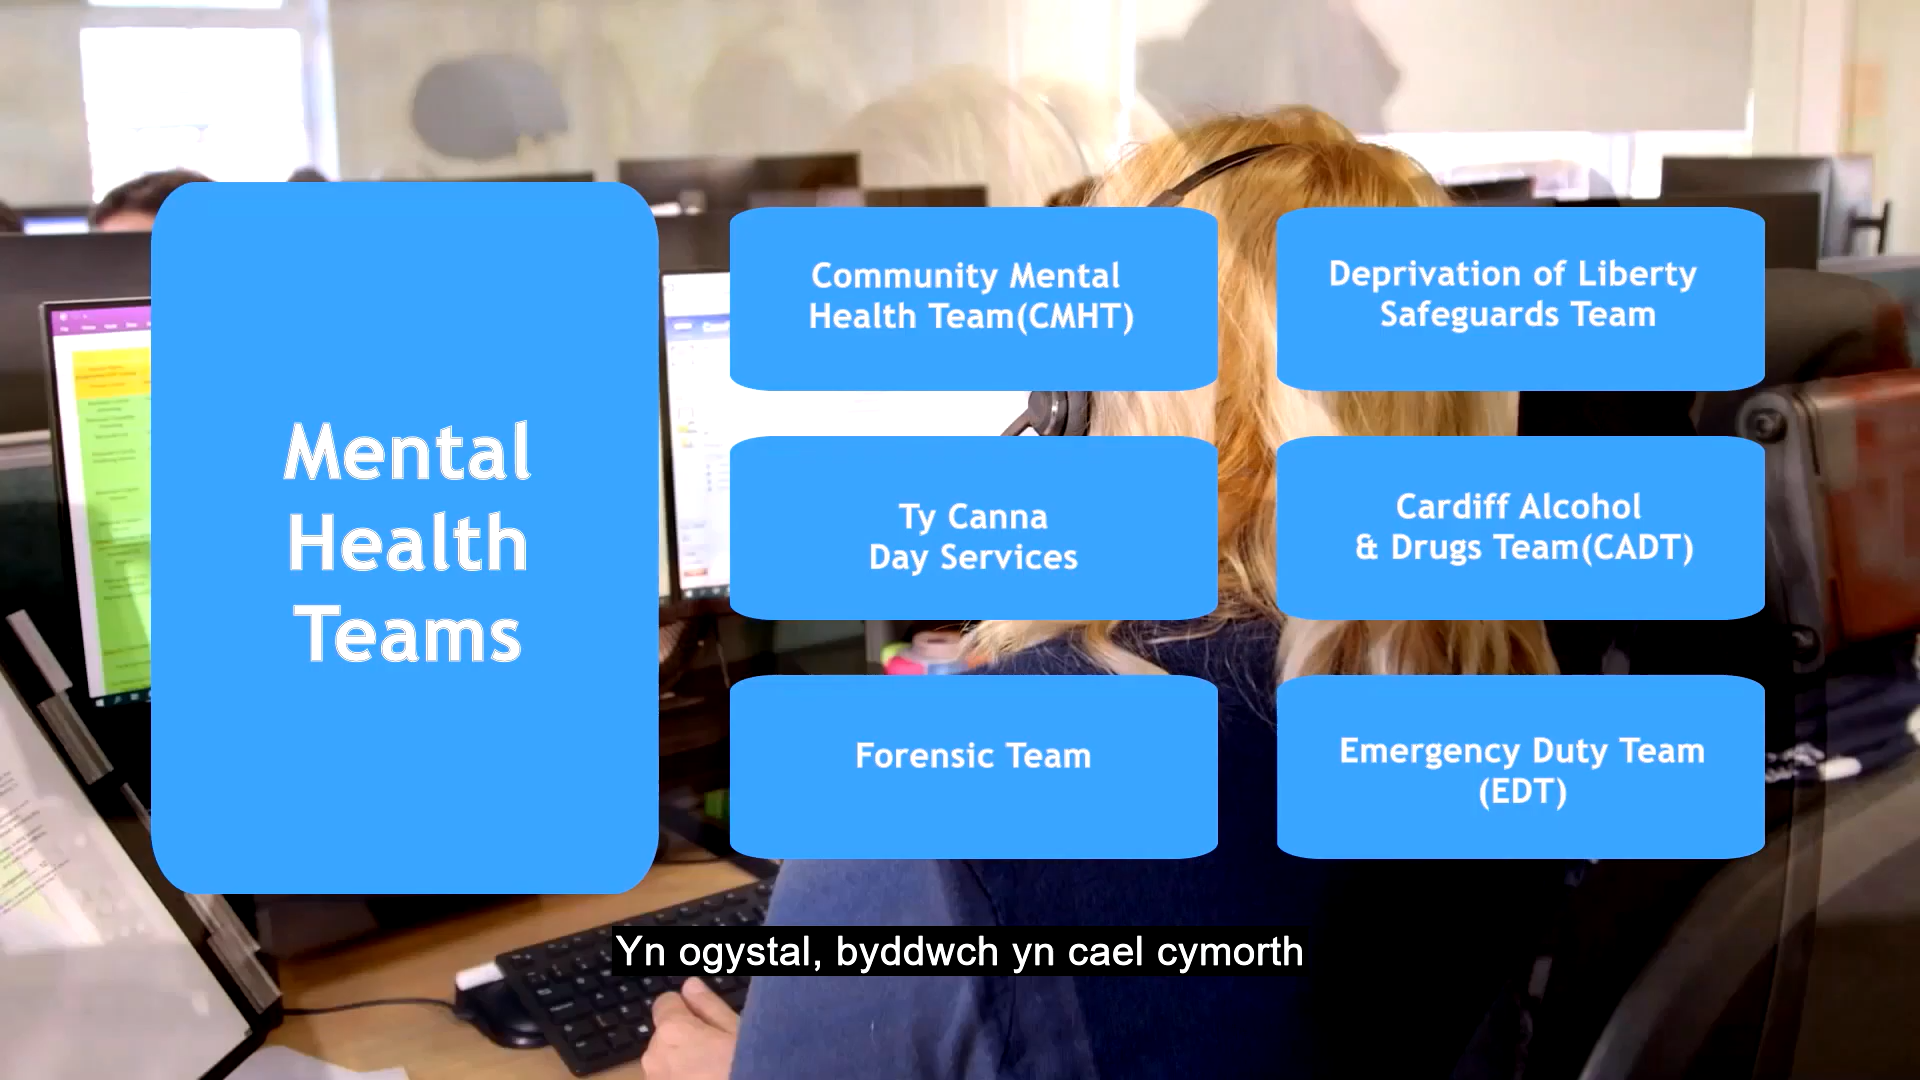 Mental
Health
Teams
Community Mental
Health Team(CMHT)
Deprivation of Liberty
Safeguards Team
Ty Canna
Day Services
Cardiff Alcohol
& Drugs Team(CADT)
Forensic Team
Emergency Duty Team
(EDT)
Yn ogystal, byddwch yn cael cymorth